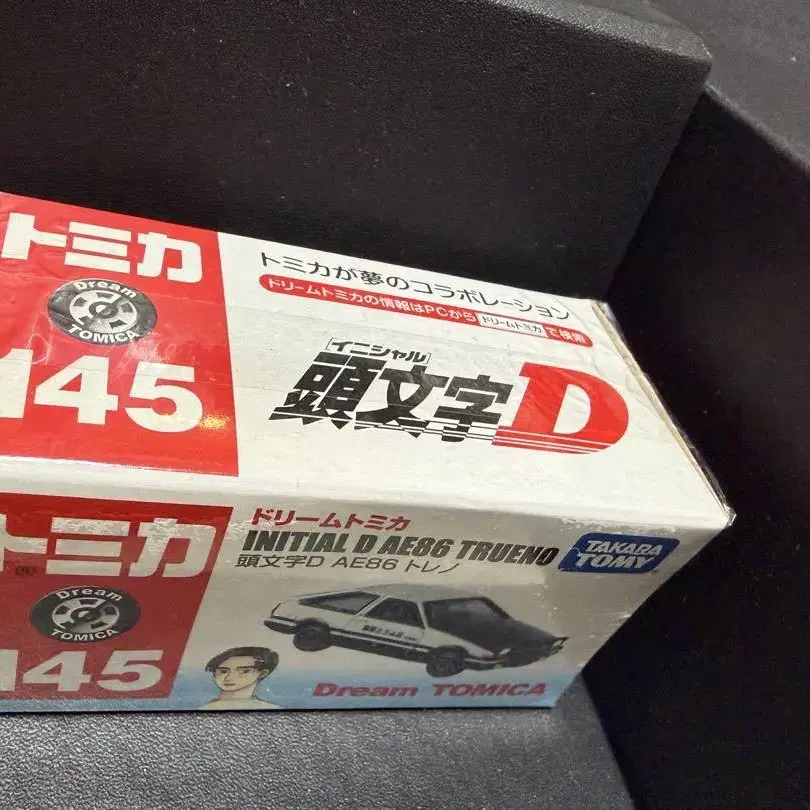 トミカ
Dream
TOMICA
145
トミカが夢のコラボレーション
ドリームトミカの情報はPCから ドリームトミカ で検索
[イニシャル]
頭文字D
トミカ
Dream
TOMICA
145
ドリームトミカ
INITIAL D AE86 TRUENO
頭文字D AE86 トレノ
TAKARA
TOMY
Dream TOMICA